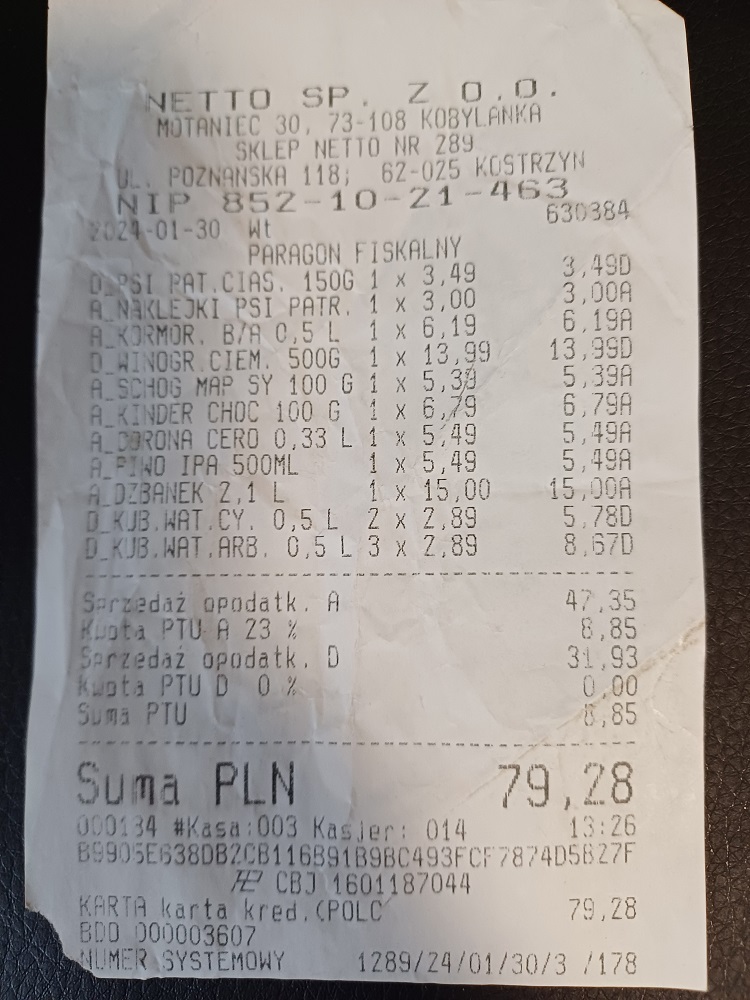 NETTO SP. Z O.O.
MOTANIEC 30, 73-108 KOBYLANKA
SKLEP NETTO NR 289
UL. POZNAŃSKA 118; 62-025 KOSTRZYN
NIP 852-10-21-463
2024-01-30 Wt 630384
PARAGON FISKALNY
D_PSI PAT.CIAS. 150G 1 x 3,49 3,49D
A_NAKLEJKI PSI PATR. 1 x 3,00 3,00A
A_KORMOR. B/A 0,5 L 1 x 6,19 6,19A
D_WINOGR.CIEM. 500G 1 x 13,99 13,99D
A_SCHOG MAP SY 100 G 1 x 5,39 5,39A
A_KINDER CHOC 100 G 1 x 6,79 6,79A
A_CORONA CERO 0,33 L 1 x 5,49 5,49A
A_PIWO IPA 500ML 1 x 5,49 5,49A
A_DZBANEK 2,1 L 1 x 15,00 15,00A
D_KUB.WAT.CY. 0,5 L 2 x 2,89 5,78D
D_KUB.WAT.ARB. 0,5 L 3 x 2,89 8,67D
Sprzedaż opodatk. A 47,35
Kwota PTU A 23 % 8,85
Sprzedaż opodatk. D 31,93
Kwota PTU D 0 % 0,00
Suma PTU 8,85
Suma PLN 79,28
000134 #Kasa:003 Kasjer: 014 13:26
B9905E638DB2CB116B91B9BC493FCF7874D5B27F
CBJ 1601187044
KARTA karta kred.(POLC 79,28
BDO 000003607
NUMER SYSTEMOWY 1289/24/01/30/3 /178